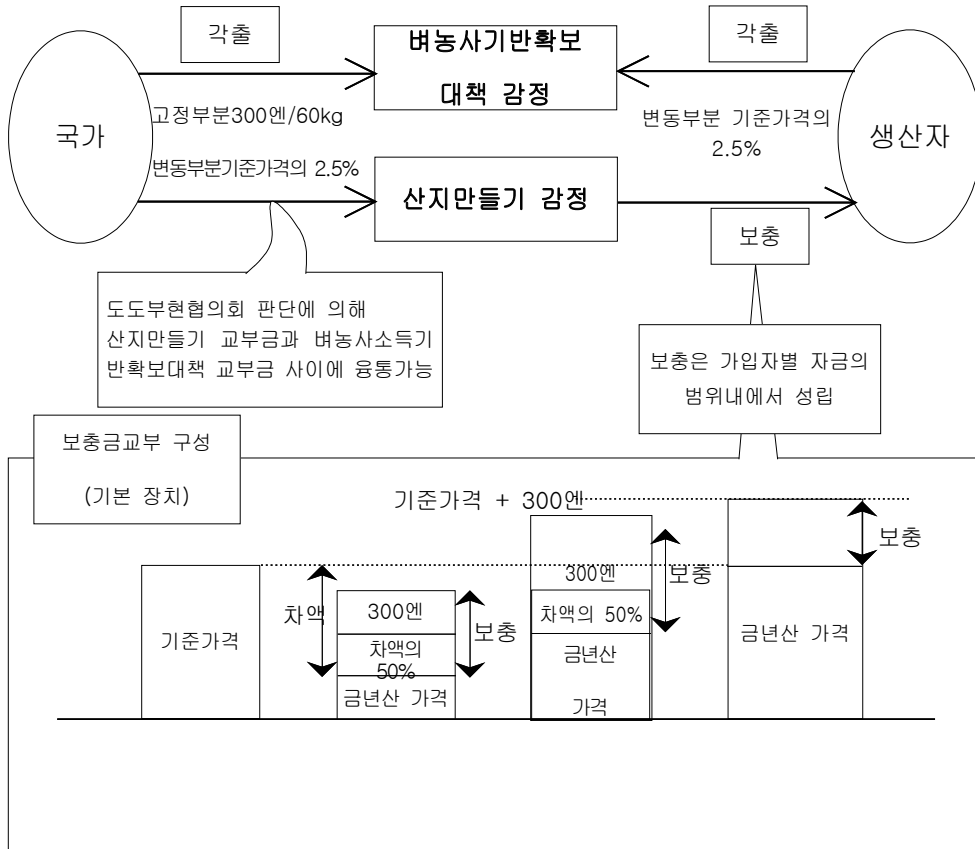 각출
각출
벼농사기반확보
대책 감정
국가
고정부분300엔/60kg
변동부분기준가격의 2.5%
변동부분 기준가격의
2.5%
생산자
산지만들기 감정
보충
도도부현협의회 판단에 의해
산지만들기 교부금과 벼농사소득기
반확보대책 교부금 사이에 융통가능
보충은 가입자별 자금의
범위내에서 성립
보충금교부 구성
(기본 장치)
기준가격 + 300엔
기준가격
차액
300엔
차액의
50%
금년산 가격
보충
300엔
차액의 50%
금년산
가격
보충
금년산 가격
보충